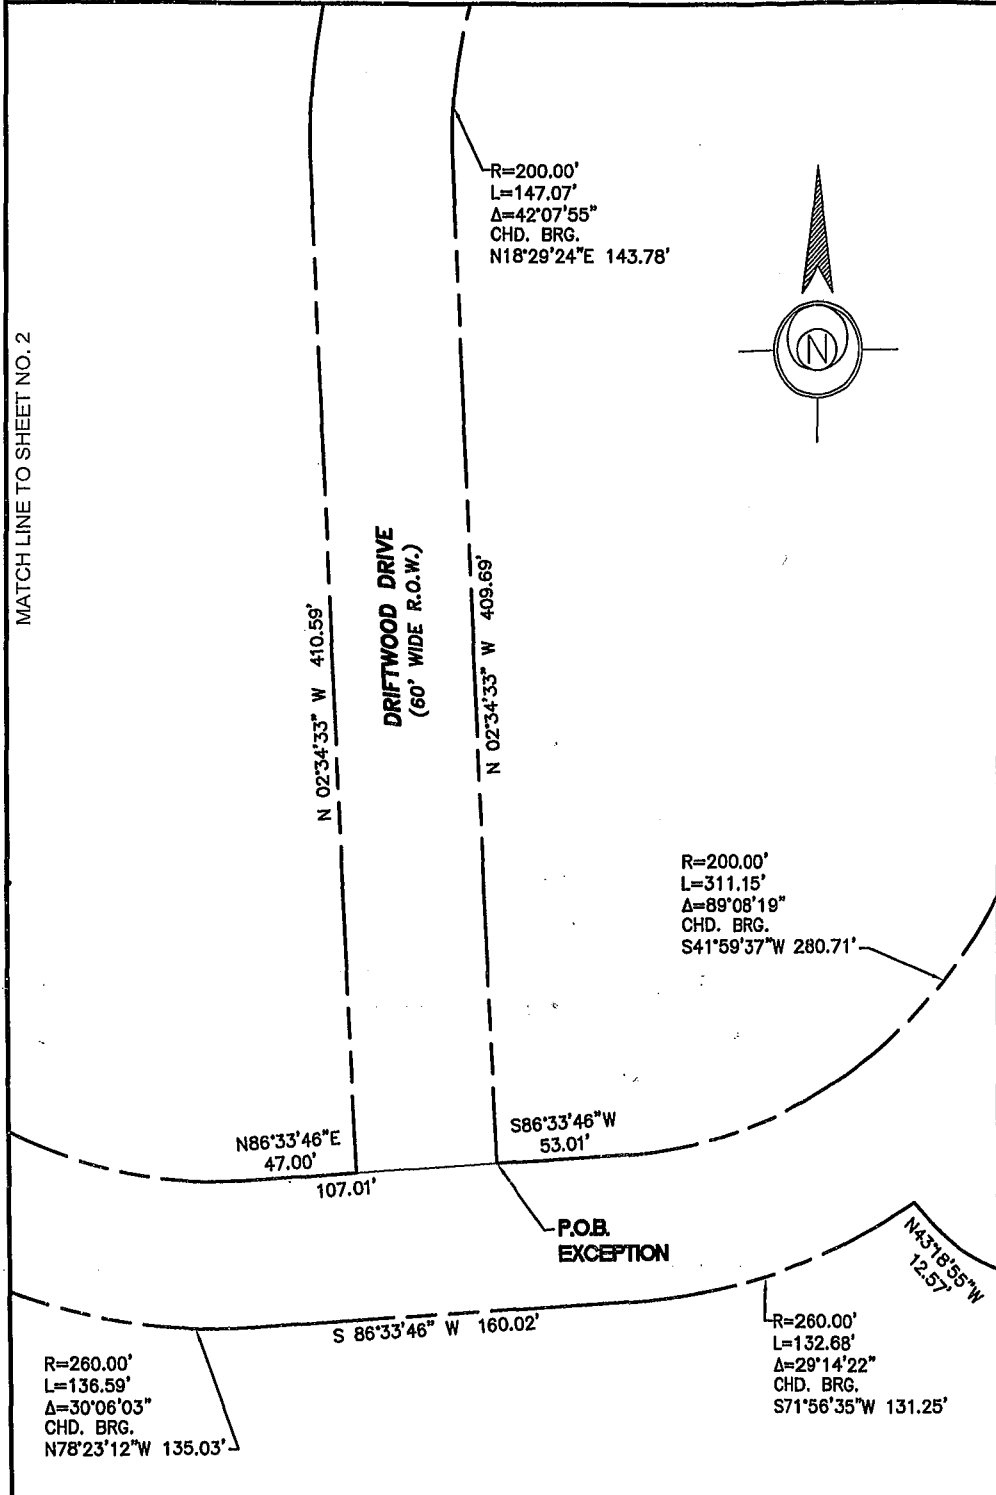 R=200.00'
L=147.07'
Δ=42°07'55"
CHD. BRG.
N18°29'24"E 143.78'
N
MATCH LINE TO SHEET NO. 2
DRIFTWOOD DRIVE
(60' WIDE R.O.W.)
N 02°34'33" W 410.59'
N 02°34'33" W 409.69'
R=200.00'
L=311.15'
Δ=89°08'19"
CHD. BRG.
S41°59'37"W 280.71'
N86°33'46"E
47.00'
107.01'
S86°33'46"W
53.01'
P.O.B.
EXCEPTION
N43°18'55"W
12.57'
S 86°33'46" W 160.02'
R=260.00'
L=136.59'
Δ=30°06'03"
CHD. BRG.
N78°23'12"W 135.03'
R=260.00'
L=132.68'
Δ=29°14'22"
CHD. BRG.
S71°56'35"W 131.25'